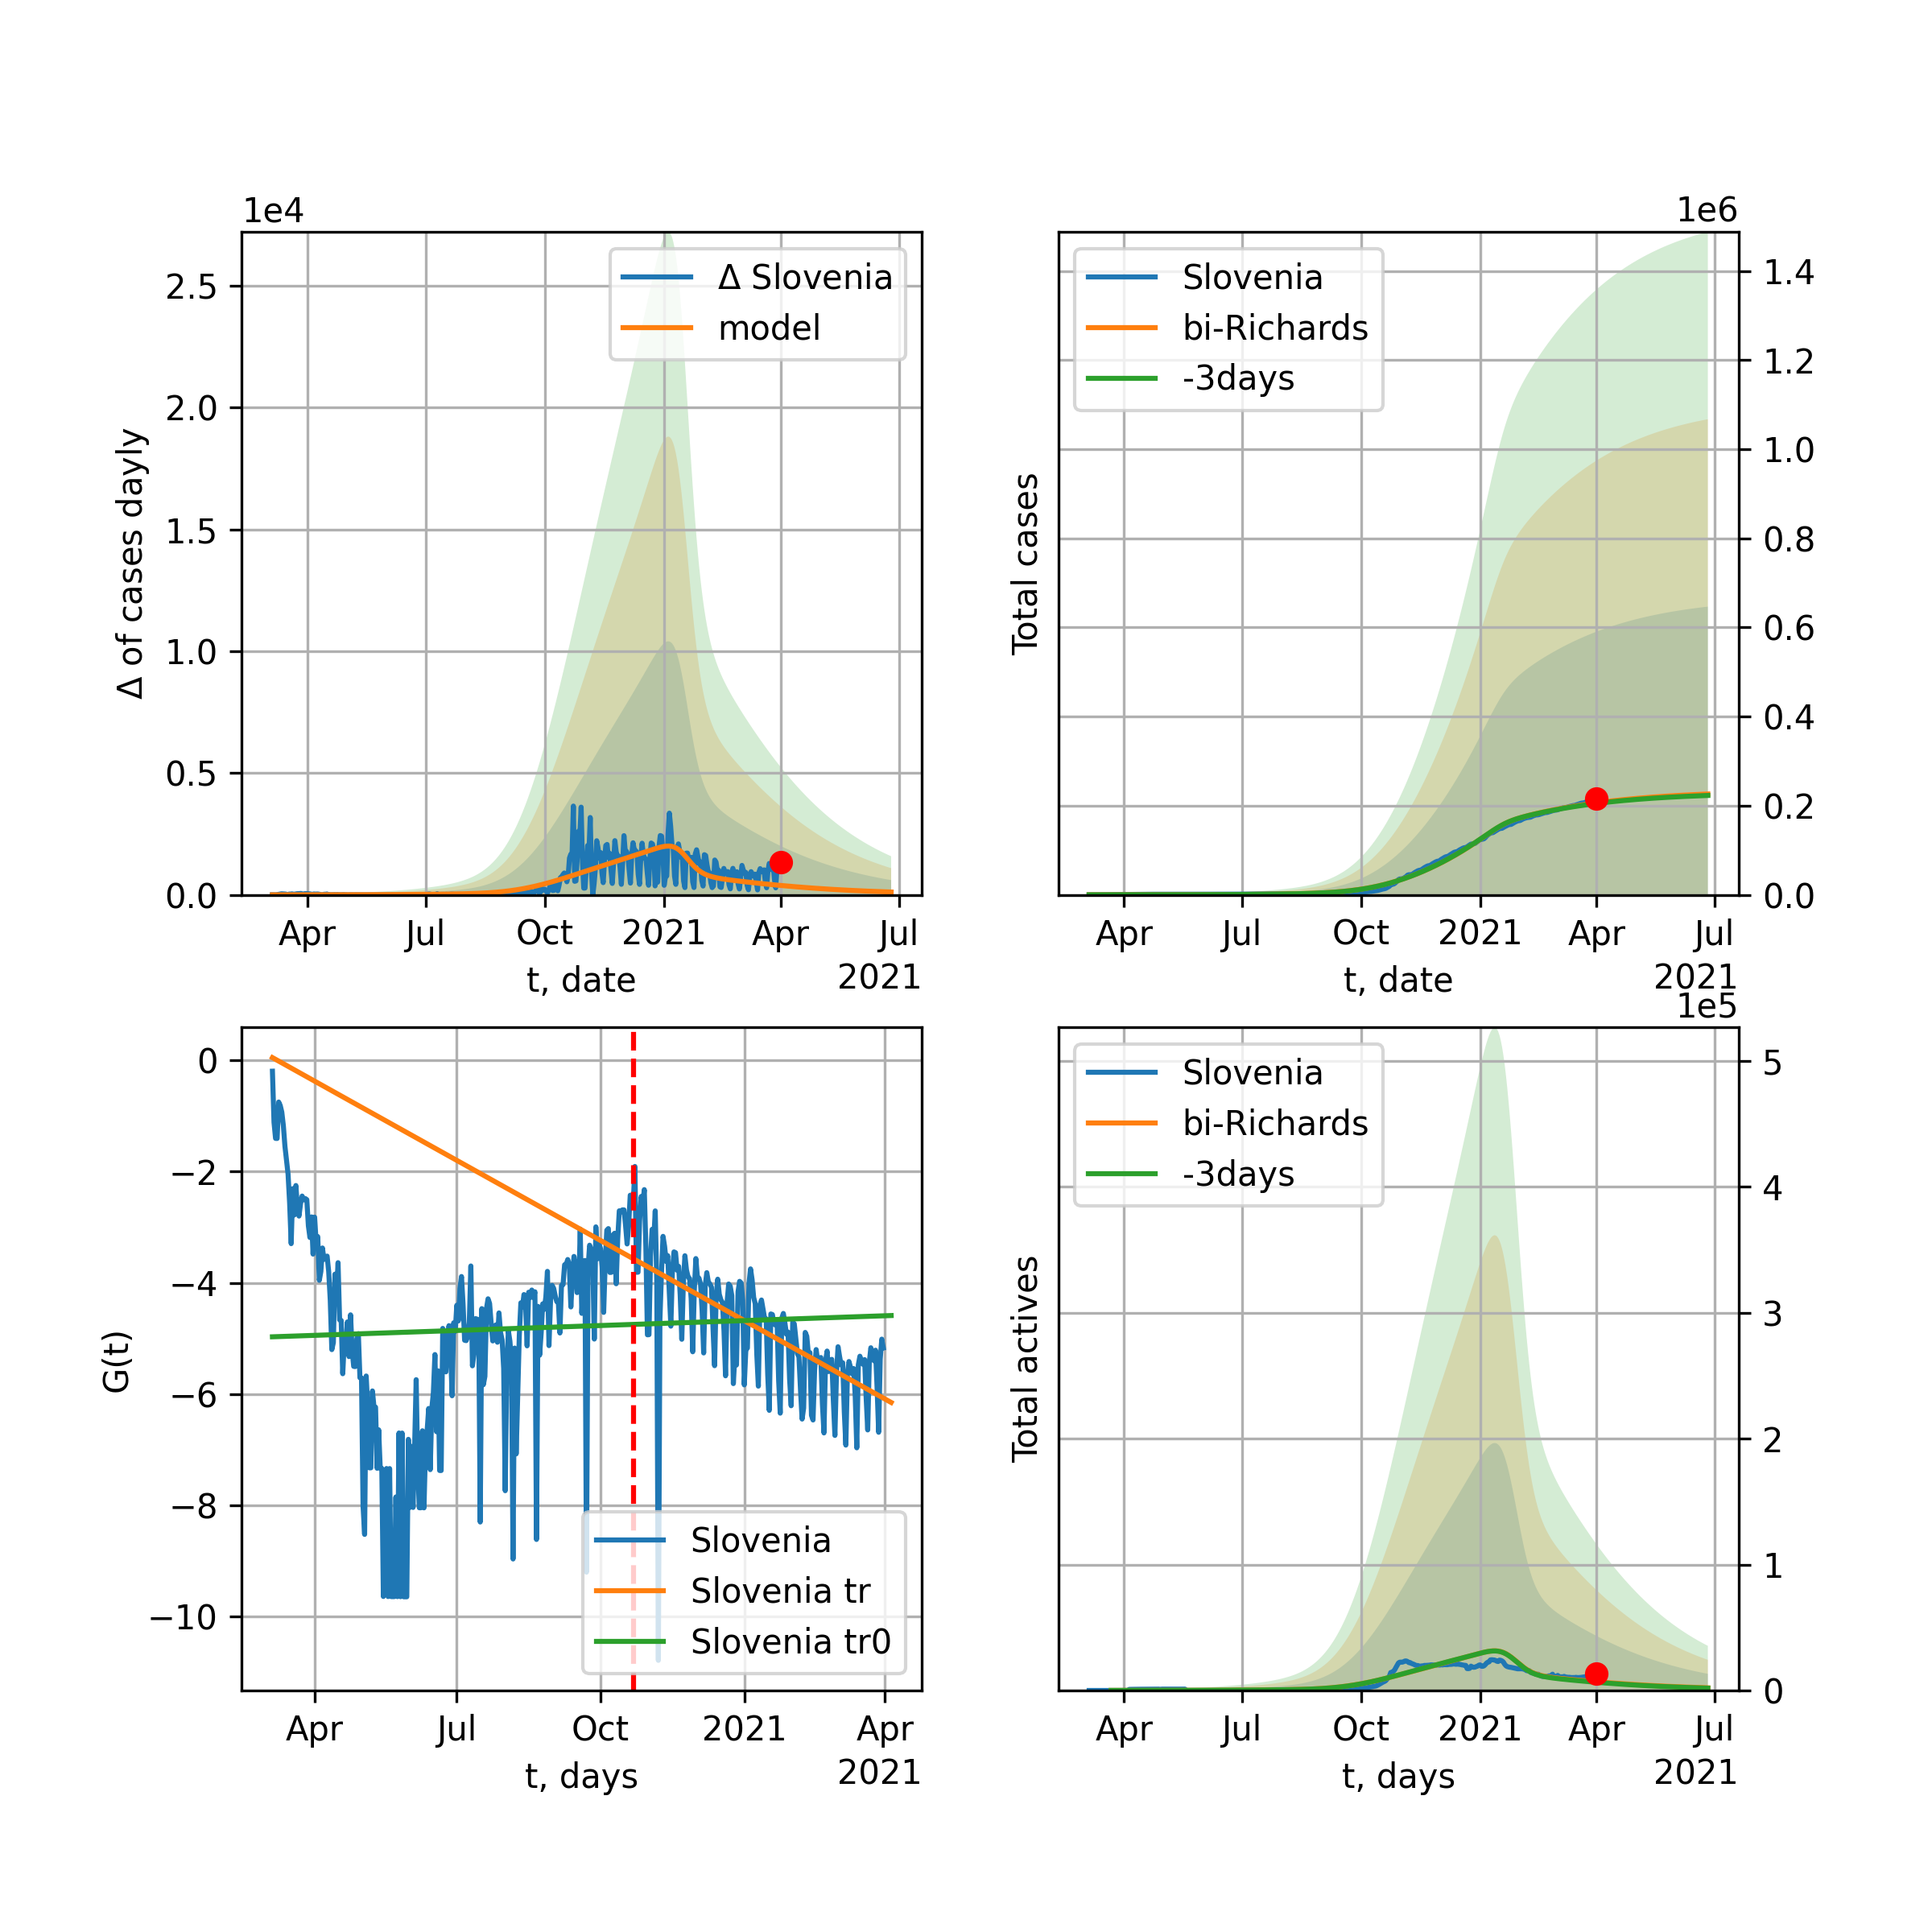 1e4
2.5
2.0
1.5
1.0
0.5
0.0
Δ of cases dayly
Δ Slovenia
model
Apr
Jul
Oct
2021
Apr
Jul
2021
t, date
1e6
Slovenia
bi-Richards
-3days
Total cases
1.4
1.2
1.0
0.8
0.6
0.4
0.2
0.0
Apr
Jul
Oct
2021
Apr
Jul
2021
t, date
0
−2
−4
−6
−8
−10
G(t)
Slovenia
Slovenia tr
Slovenia tr0
Apr
Jul
Oct
2021
Apr
2021
t, days
1e5
Slovenia
bi-Richards
-3days
Total actives
5
4
3
2
1
0
Apr
Jul
Oct
2021
Apr
Jul
2021
t, days